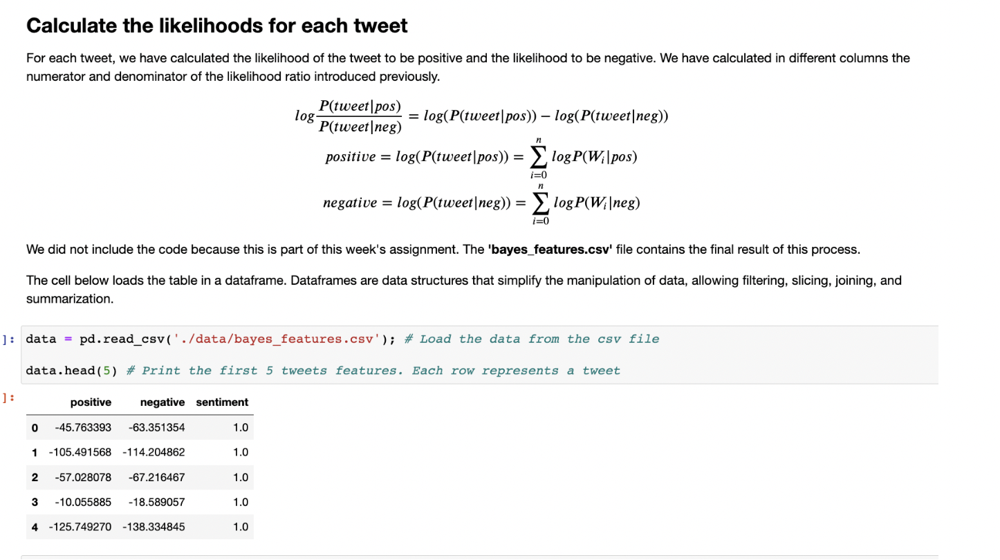 Calculate the likelihoods for each tweet
For each tweet, we have calculated the likelihood of the tweet to be positive and the likelihood to be negative. We have calculated in different columns the
numerator and denominator of the likelihood ratio introduced previously.
log P(tweet|pos) / P(tweet|neg) = log(P(tweet|pos)) − log(P(tweet|neg))
positive = log(P(tweet|pos)) = ∑_{i=0}^{n} logP(W_i|pos)
negative = log(P(tweet|neg)) = ∑_{i=0}^{n} logP(W_i|neg)
We did not include the code because this is part of this week's assignment. The 'bayes_features.csv' file contains the final result of this process.
The cell below loads the table in a dataframe. Dataframes are data structures that simplify the manipulation of data, allowing filtering, slicing, joining, and
summarization.
]: data = pd.read_csv('./data/bayes_features.csv'); # Load the data from the csv file
data.head(5) # Print the first 5 tweets features. Each row represents a tweet
]: positive negative sentiment
0 -45.763393 -63.351354 1.0
1 -105.491568 -114.204862 1.0
2 -57.028078 -67.216467 1.0
3 -10.055885 -18.589057 1.0
4 -125.749270 -138.334845 1.0